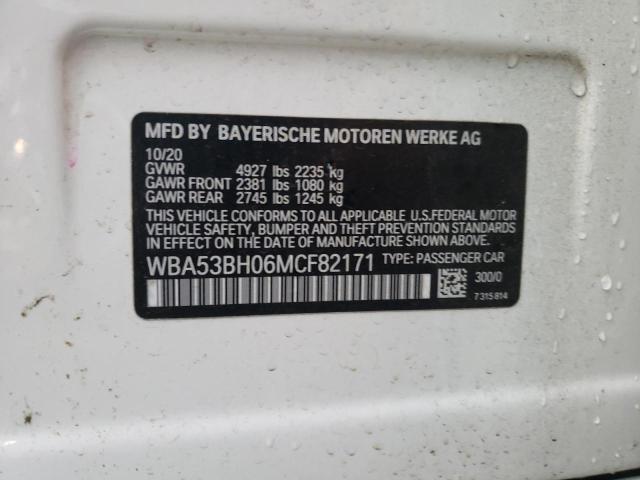 MFD BY BAYERISCHE MOTOREN WERKE AG
10/20
GVWR 4927 lbs 2235 kg
GAWR FRONT 2381 lbs 1080 kg
GAWR REAR 2745 lbs 1245 kg
THIS VEHICLE CONFORMS TO ALL APPLICABLE U.S.FEDERAL MOTOR
VEHICLE SAFETY, BUMPER AND THEFT PREVENTION STANDARDS IN
EFFECT ON THE DATE OF MANUFACTURE SHOWN ABOVE.
WBA53BH06MCF82171 TYPE: PASSENGER CAR
300/0
7315814